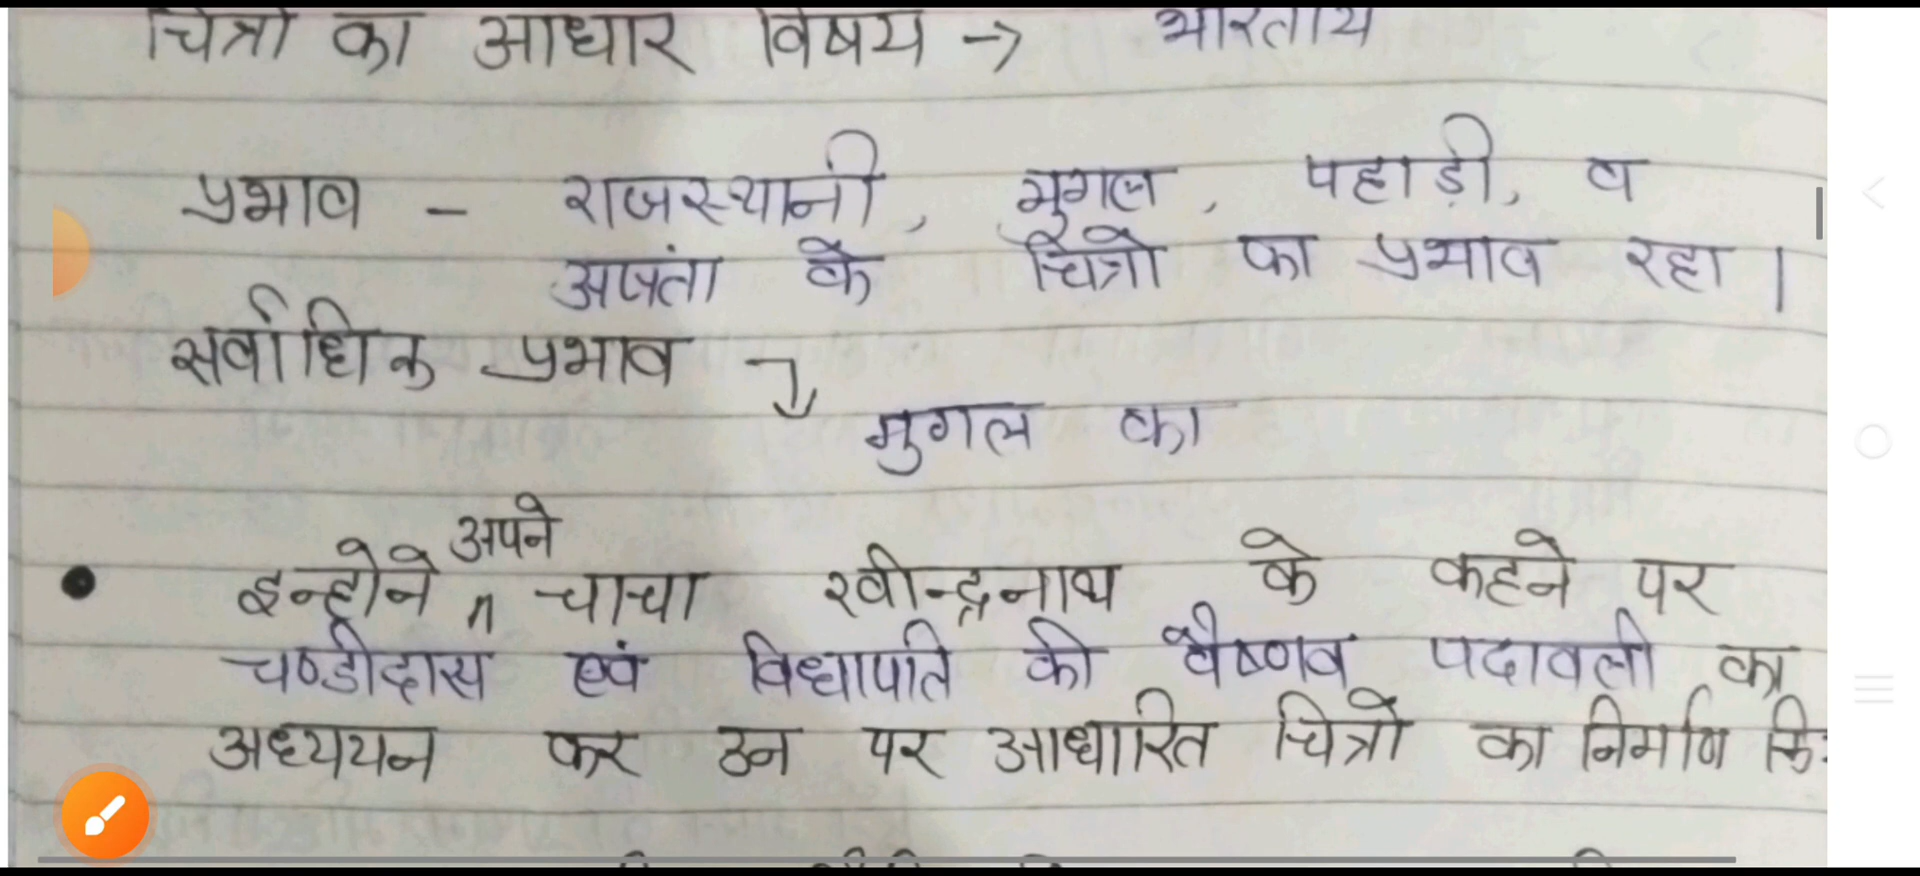 चित्रो का आधार विषय → भारतीय
प्रभाव - राजस्थानी, मुगल, पहाड़ी, व
अजंता के चित्रो का प्रभाव रहा |
सर्वाधिक प्रभाव →
मुगल का
अपने
इन्होने ^ चाचा रवीन्द्रनाथ के कहने पर
चण्डीदास एवं विधापति की वैष्णव पदावली का
अध्ययन कर उन पर आधारित चित्रो का निर्माण कि